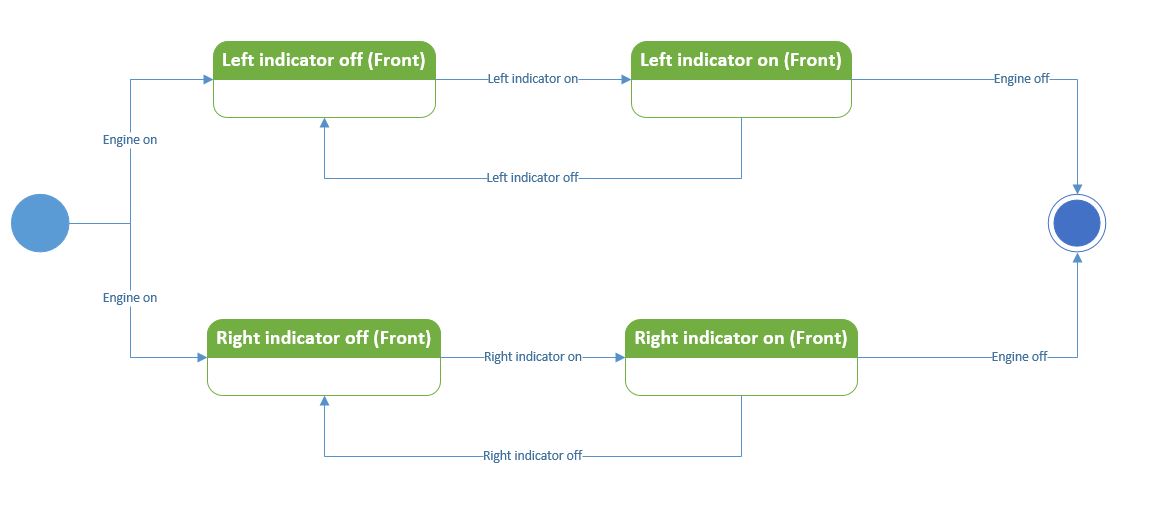 Left indicator off (Front)
Left indicator on (Front)
Left indicator on
Engine off
Engine on
Left indicator off
Engine on
Right indicator off (Front)
Right indicator on (Front)
Right indicator on
Engine off
Right indicator off